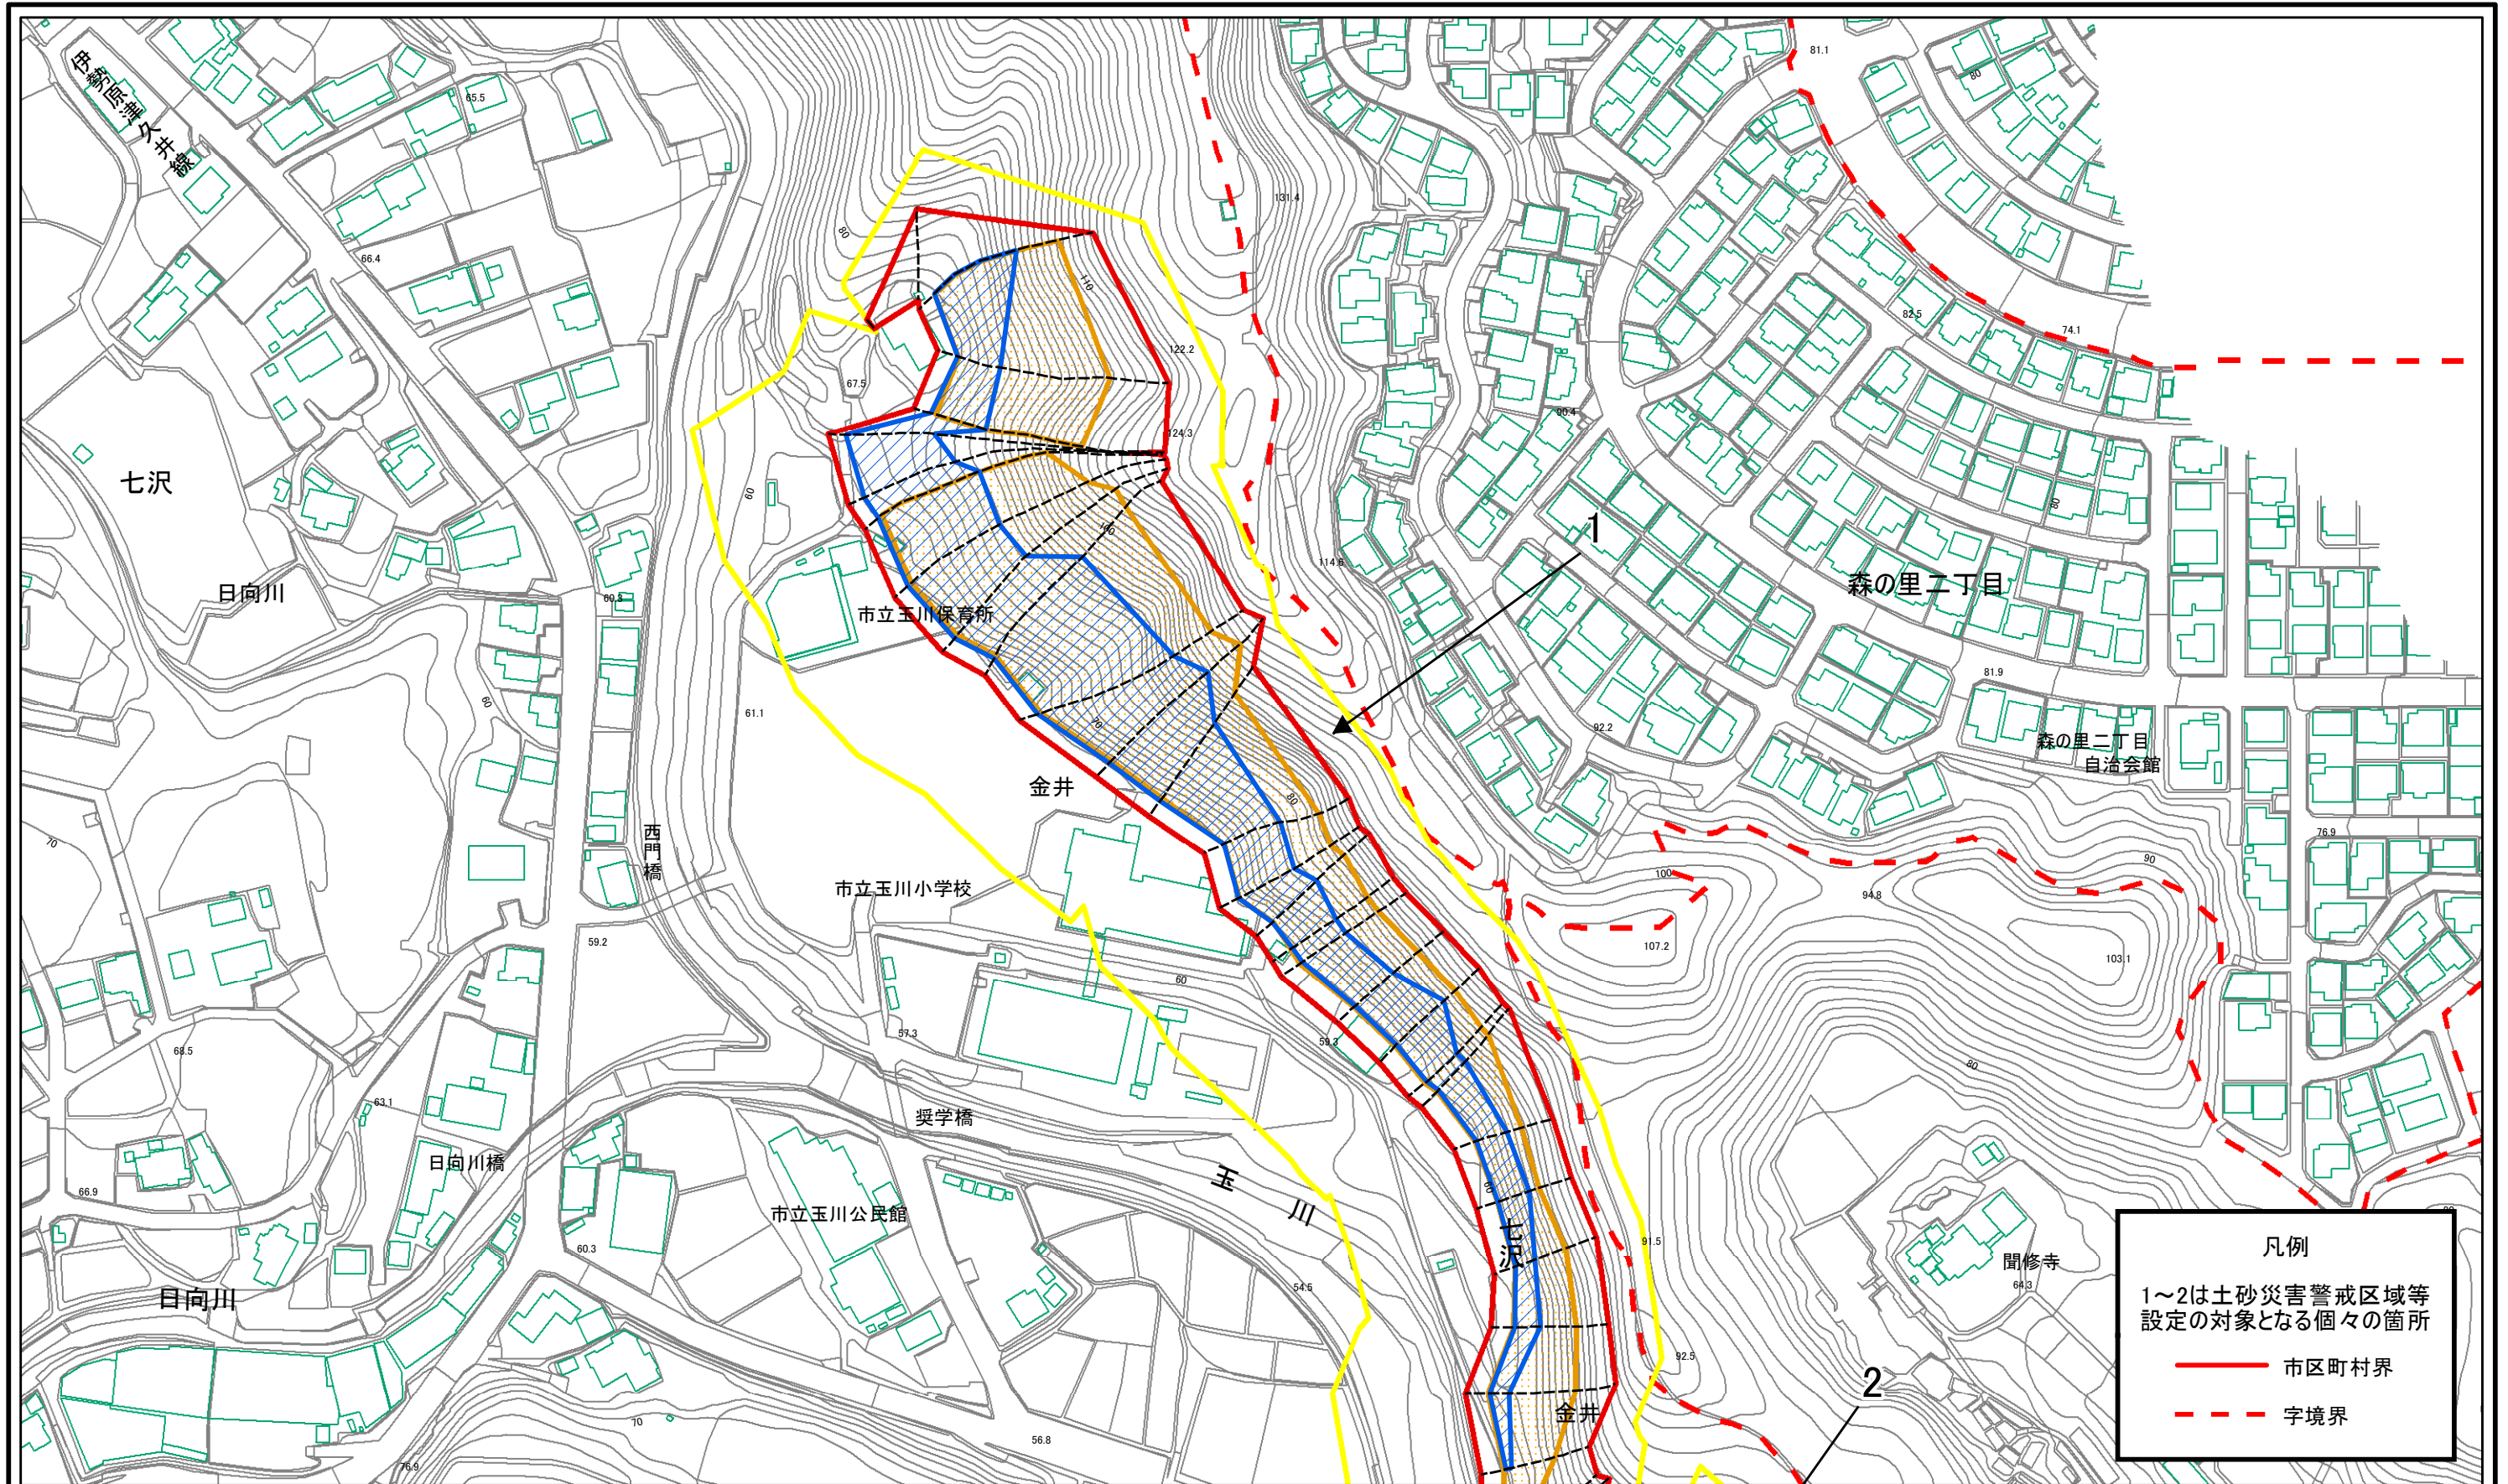 伊勢原津久井線
65.5
66.4
七沢
日向川
60.3
60
60
61.1
67.5
80
110
122.2
124.3
131.4
100
114.6
81.1
80
82.5
74.1
90.4
80
森の里二丁目
1
81.9
92.2
森の里二丁目
自治会館
76.9
90
市立玉川保育所
70
金井
80
西門橋
市立玉川小学校
70
59.2
60
57.3
59.3
100
94.8
107.2
103.1
80
68.5
63.1
奨学橋
日向川橋
66.9
市立玉川公民館
60.3
玉川
54.5
60
七沢
91.5
92.5
聞修寺
64.3
日向川
70
56.8
76.9
金井
2
凡例
1～2は土砂災害警戒区域等
設定の対象となる個々の箇所
市区町村界
字境界